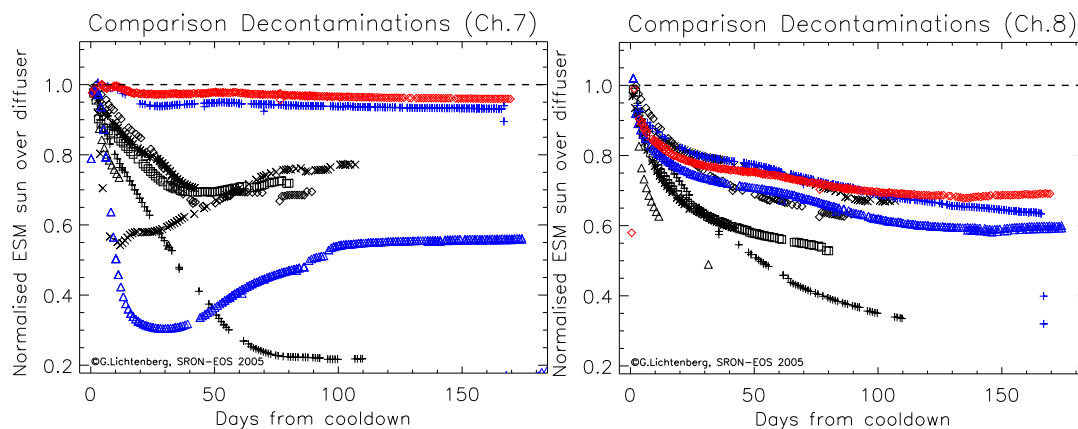 Comparison Decontaminations (Ch.7)
Normalised ESM sun over diffuser
1.0
0.8
0.6
0.4
0.2
©G.Lichtenberg, SRON-EOS 2005
0 50 100 150
Days from cooldown
Comparison Decontaminations (Ch.8)
Normalised ESM sun over diffuser
1.0
0.8
0.6
0.4
0.2
©G.Lichtenberg, SRON-EOS 2005
0 50 100 150
Days from cooldown